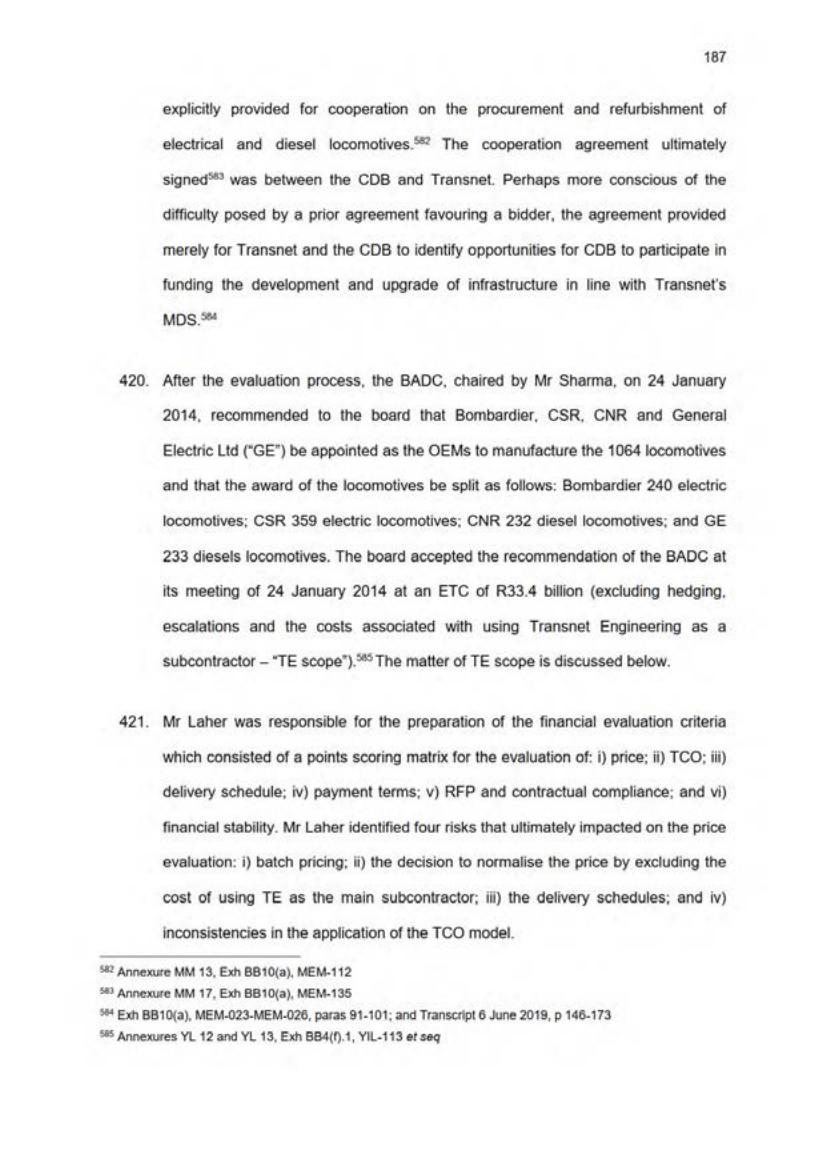 187
explicitly provided for cooperation on the procurement and refurbishment of
electrical and diesel locomotives.582 The cooperation agreement ultimately
signed583 was between the CDB and Transnet. Perhaps more conscious of the
difficulty posed by a prior agreement favouring a bidder, the agreement provided
merely for Transnet and the CDB to identify opportunities for CDB to participate in
funding the development and upgrade of infrastructure in line with Transnet's
MDS.584
420. After the evaluation process, the BADC, chaired by Mr Sharma, on 24 January
2014, recommended to the board that Bombardier, CSR, CNR and General
Electric Ltd ("GE") be appointed as the OEMs to manufacture the 1064 locomotives
and that the award of the locomotives be split as follows: Bombardier 240 electric
locomotives; CSR 359 electric locomotives; CNR 232 diesel locomotives; and GE
233 diesels locomotives. The board accepted the recommendation of the BADC at
its meeting of 24 January 2014 at an ETC of R33.4 billion (excluding hedging,
escalations and the costs associated with using Transnet Engineering as a
subcontractor – "TE scope").585 The matter of TE scope is discussed below.
421. Mr Laher was responsible for the preparation of the financial evaluation criteria
which consisted of a points scoring matrix for the evaluation of: i) price; ii) TCO; iii)
delivery schedule; iv) payment terms; v) RFP and contractual compliance; and vi)
financial stability. Mr Laher identified four risks that ultimately impacted on the price
evaluation: i) batch pricing; ii) the decision to normalise the price by excluding the
cost of using TE as the main subcontractor; iii) the delivery schedules; and iv)
inconsistencies in the application of the TCO model.
582 Annexure MM 13, Exh BB10(a), MEM-112
583 Annexure MM 17, Exh BB10(a), MEM-135
584 Exh BB10(a), MEM-023-MEM-026, paras 91-101; and Transcript 6 June 2019, p 146-173
585 Annexures YL 12 and YL 13, Exh BB4(f).1, YIL-113 et seq